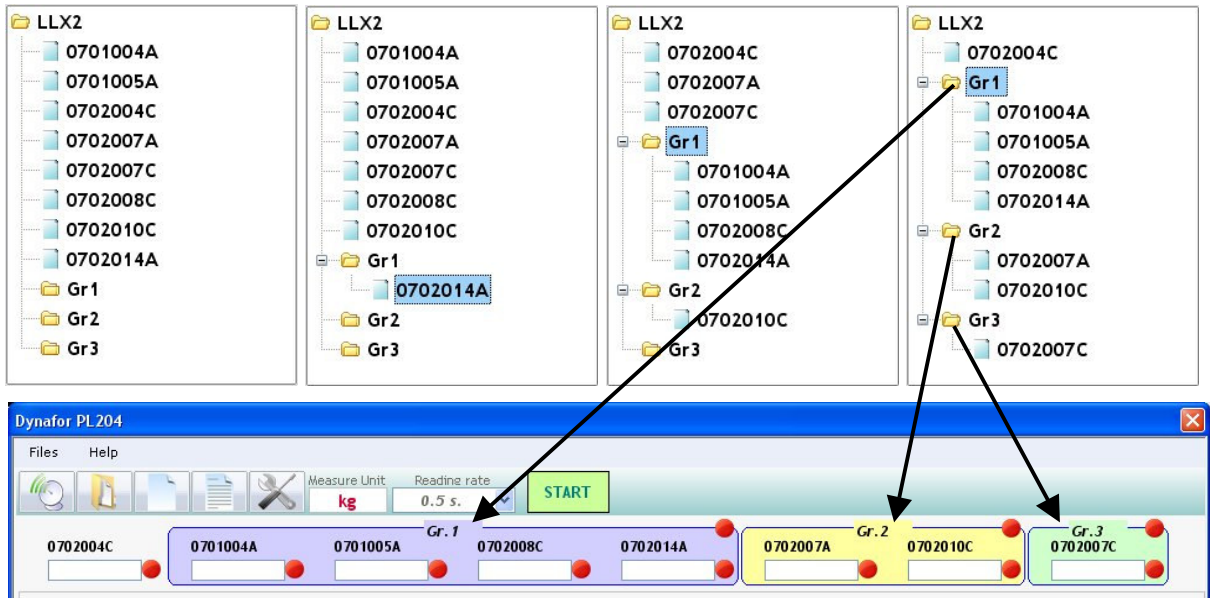 LLX2
0701004A
0701005A
0702004C
0702007A
0702007C
0702008C
0702010C
0702014A
Gr1
Gr2
Gr3
LLX2
0701004A
0701005A
0702004C
0702007A
0702007C
0702008C
0702010C
Gr1
0702014A
Gr2
Gr3
LLX2
0702004C
0702007A
0702007C
Gr1
0701004A
0701005A
0702008C
0702014A
Gr2
0702010C
Gr3
LLX2
0702004C
Gr1
0701004A
0701005A
0702008C
0702014A
Gr2
0702007A
0702010C
Gr3
0702007C
Dynafor PL204
Files Help
Measure Unit Reading rate
kg 0.5 s. START
Gr.1 Gr.2 Gr.3
0702004C 0701004A 0701005A 0702008C 0702014A 0702007A 0702010C 0702007C